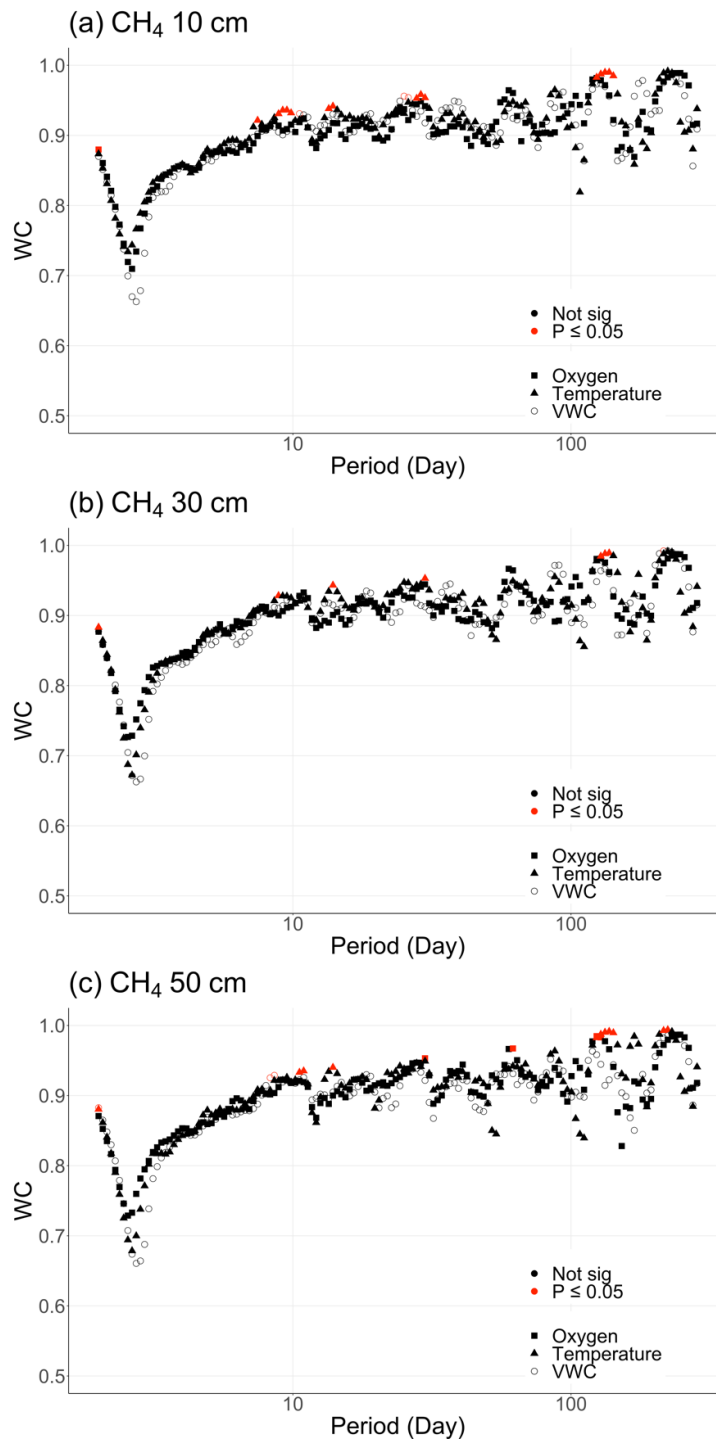 (a) CH₄ 10 cm
1.0
0.9
0.8
0.7
0.6
0.5
WC
Not sig
P ≤ 0.05
Oxygen
Temperature
VWC
10
100
Period (Day)
(b) CH₄ 30 cm
1.0
0.9
0.8
0.7
0.6
0.5
WC
Not sig
P ≤ 0.05
Oxygen
Temperature
VWC
10
100
Period (Day)
(c) CH₄ 50 cm
1.0
0.9
0.8
0.7
0.6
0.5
WC
Not sig
P ≤ 0.05
Oxygen
Temperature
VWC
10
100
Period (Day)